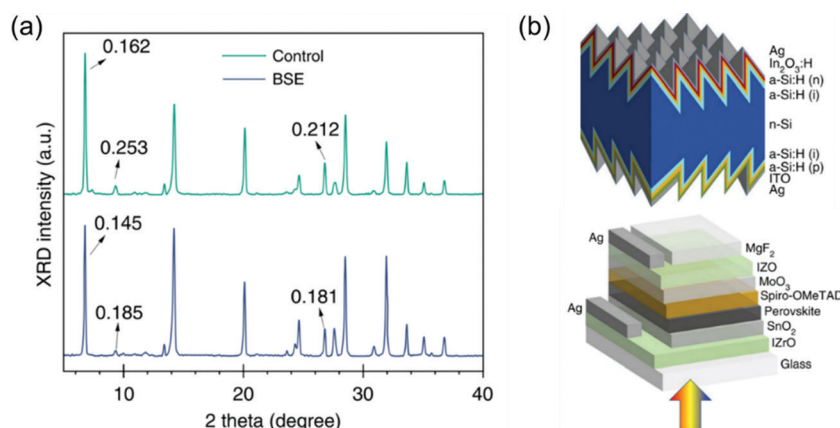 (a)
0.162
Control
BSE
0.253
0.212
0.145
0.185
0.181
XRD intensity (a.u.)
10
20
30
40
2 theta (degree)
(b)
Ag
In2O3:H
a-Si:H (n)
a-Si:H (i)
n-Si
a-Si:H (i)
a-Si:H (p)
ITO
Ag
Ag
MgF2
IZO
MoO3
Spiro-OMeTAD
Ag
Perovskite
SnO2
IZrO
Glass